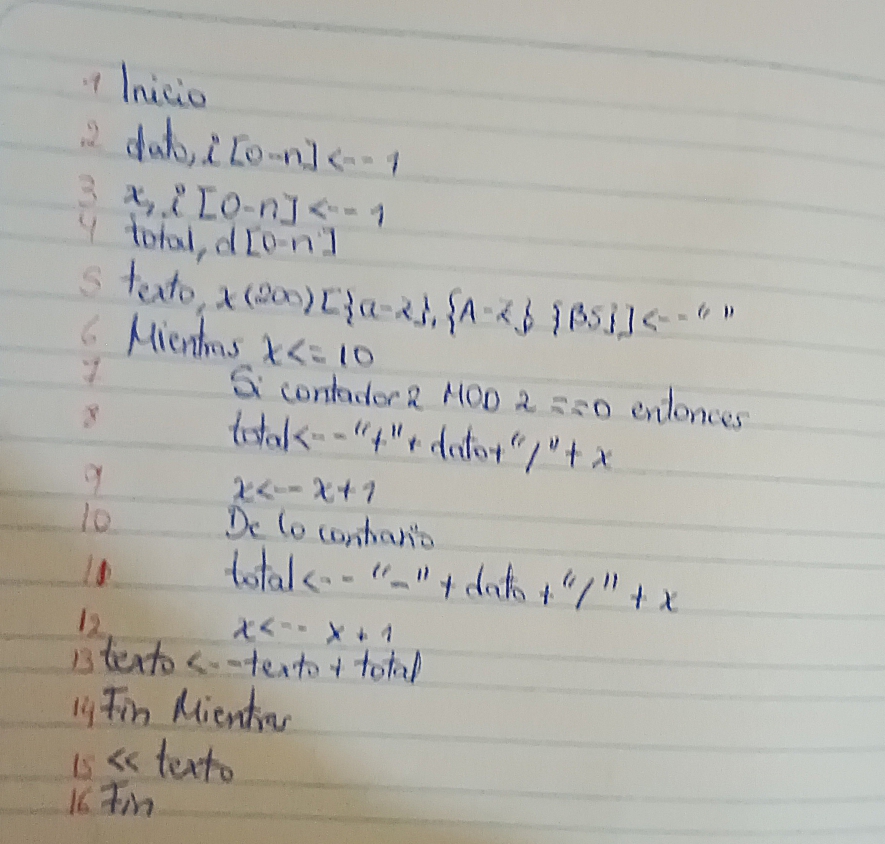 1 Inicio
2 dato, i [0-n] <-- 1
3 x, i [0-n] <-- 1
4 total, d[0-n]
5 texto, x(200) [{a-z}, {A-Z} {BS}] <-- " "
6 Mientras x <= 10
7 Si contador2 MOD 2 ==0 entonces
8 total <-- "+" + dato+ "/" + x
9 x <-- x+1
10 De lo contrario
11 total <-- "-" + dato + "/" + x
12 x <-- x + 1
13 texto <-- texto + total
14 Fin Mientras
15 << texto
16 Fin